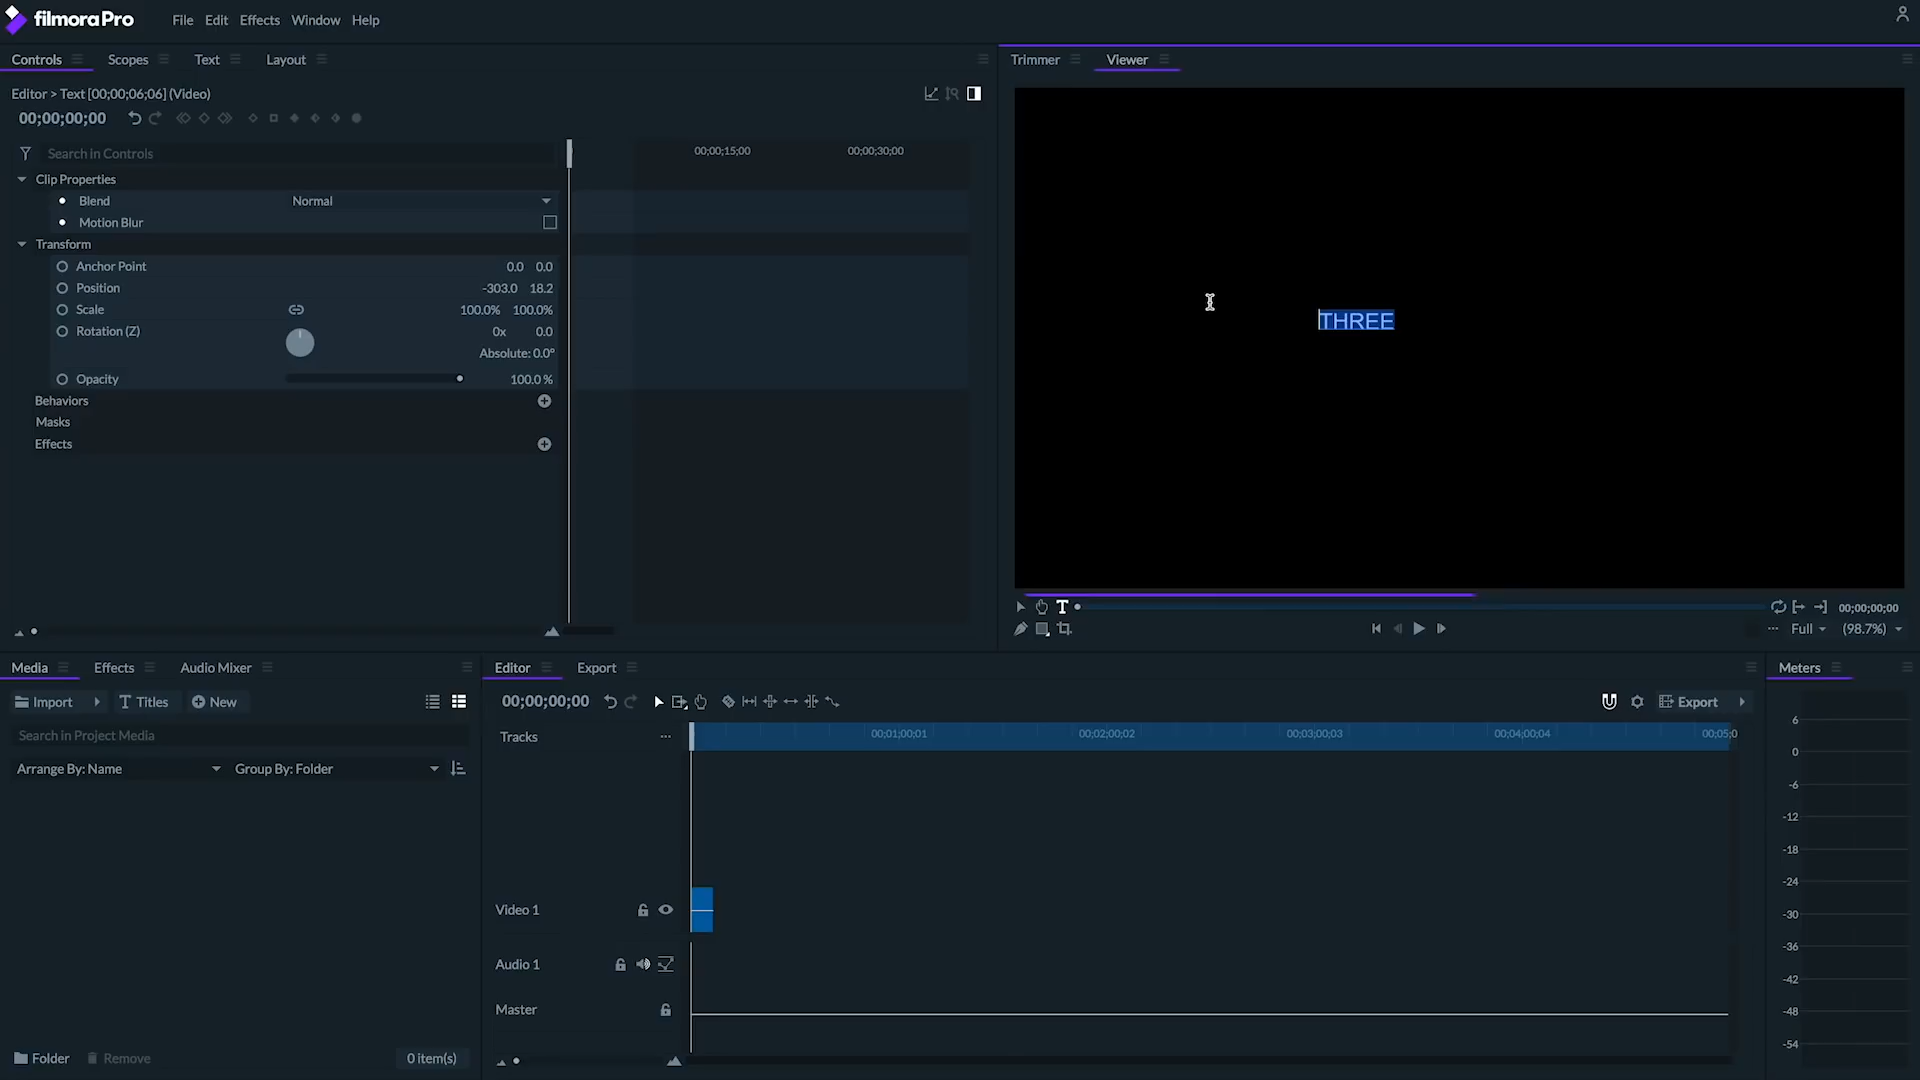 filmoraPro File Edit Effects Window Help
Controls Scopes Text Layout
Editor > Text [00;00;06;06] (Video)
00;00;00;00
Search in Controls
00;00;15;00 00;00;30;00
Clip Properties
Blend Normal
Motion Blur
Transform
Anchor Point 0.0 0.0
Position -303.0 18.2
Scale 100.0% 100.0%
Rotation (Z) 0x 0.0
Absolute: 0.0°
Opacity 100.0 %
Behaviors
Masks
Effects
Trimmer Viewer
THREE
T 00;00;00;00
Full (98.7%)
Media Effects Audio Mixer
Import Titles New
Search in Project Media
Arrange By: Name Group By: Folder
Folder Remove 0 item(s)
Editor Export
00;00;00;00 Export
Tracks 00;01;00;01 00;02;00;02 00;03;00;03 00;04;00;04 00;05;0
Video 1
Audio 1
Master
Meters
6
0
-6
-12
-18
-24
-30
-36
-42
-48
-54